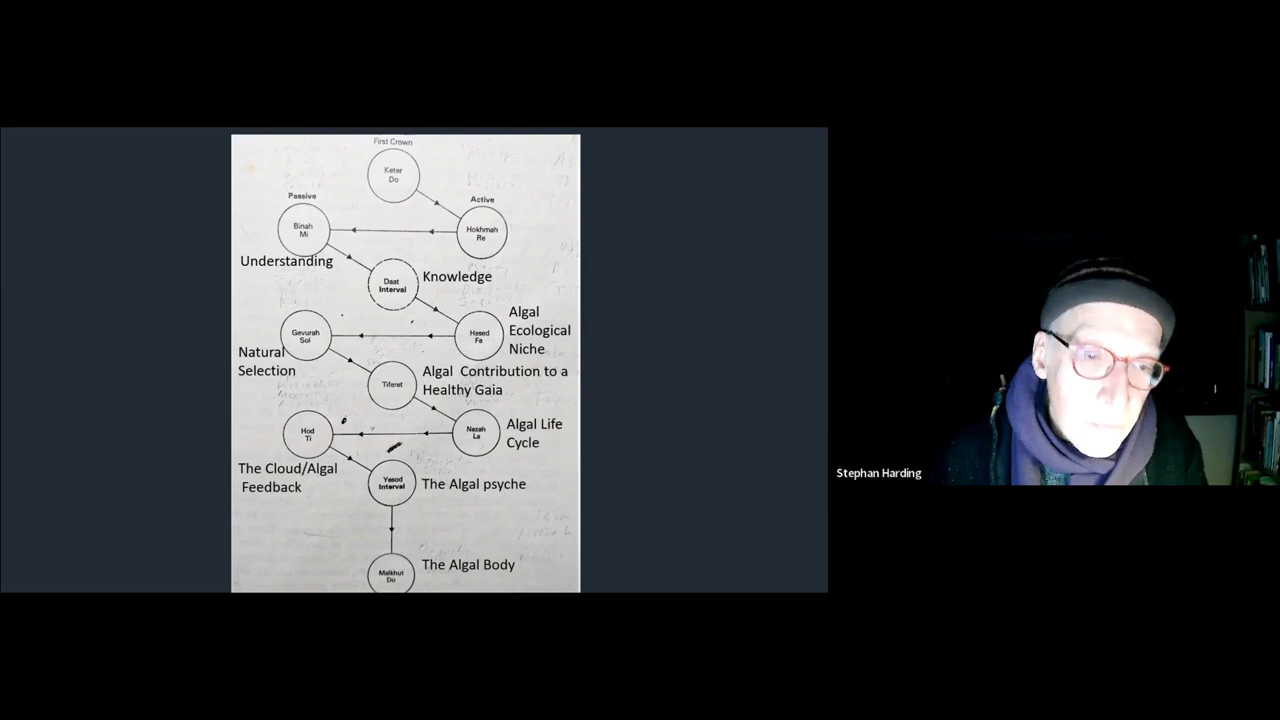 First Crown
Keter
Do
Passive
Active
Binah
Mi
Hokhmah
Re
Understanding
Daat
Interval
Knowledge
Gevurah
Sol
Hesed
Fa
Algal
Ecological
Niche
Natural
Selection
Tiferet
Algal Contribution to a
Healthy Gaia
Hod
Ti
Nezah
La
Algal Life
Cycle
The Cloud/Algal
Feedback
Yesod
Interval
The Algal psyche
Malkhut
Do
The Algal Body
Stephan Harding